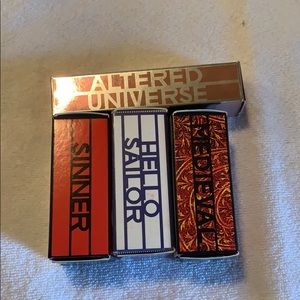 ALTERED
UNIVERSE
SINNER
HELLO
SAILOR
MEDIEVAL